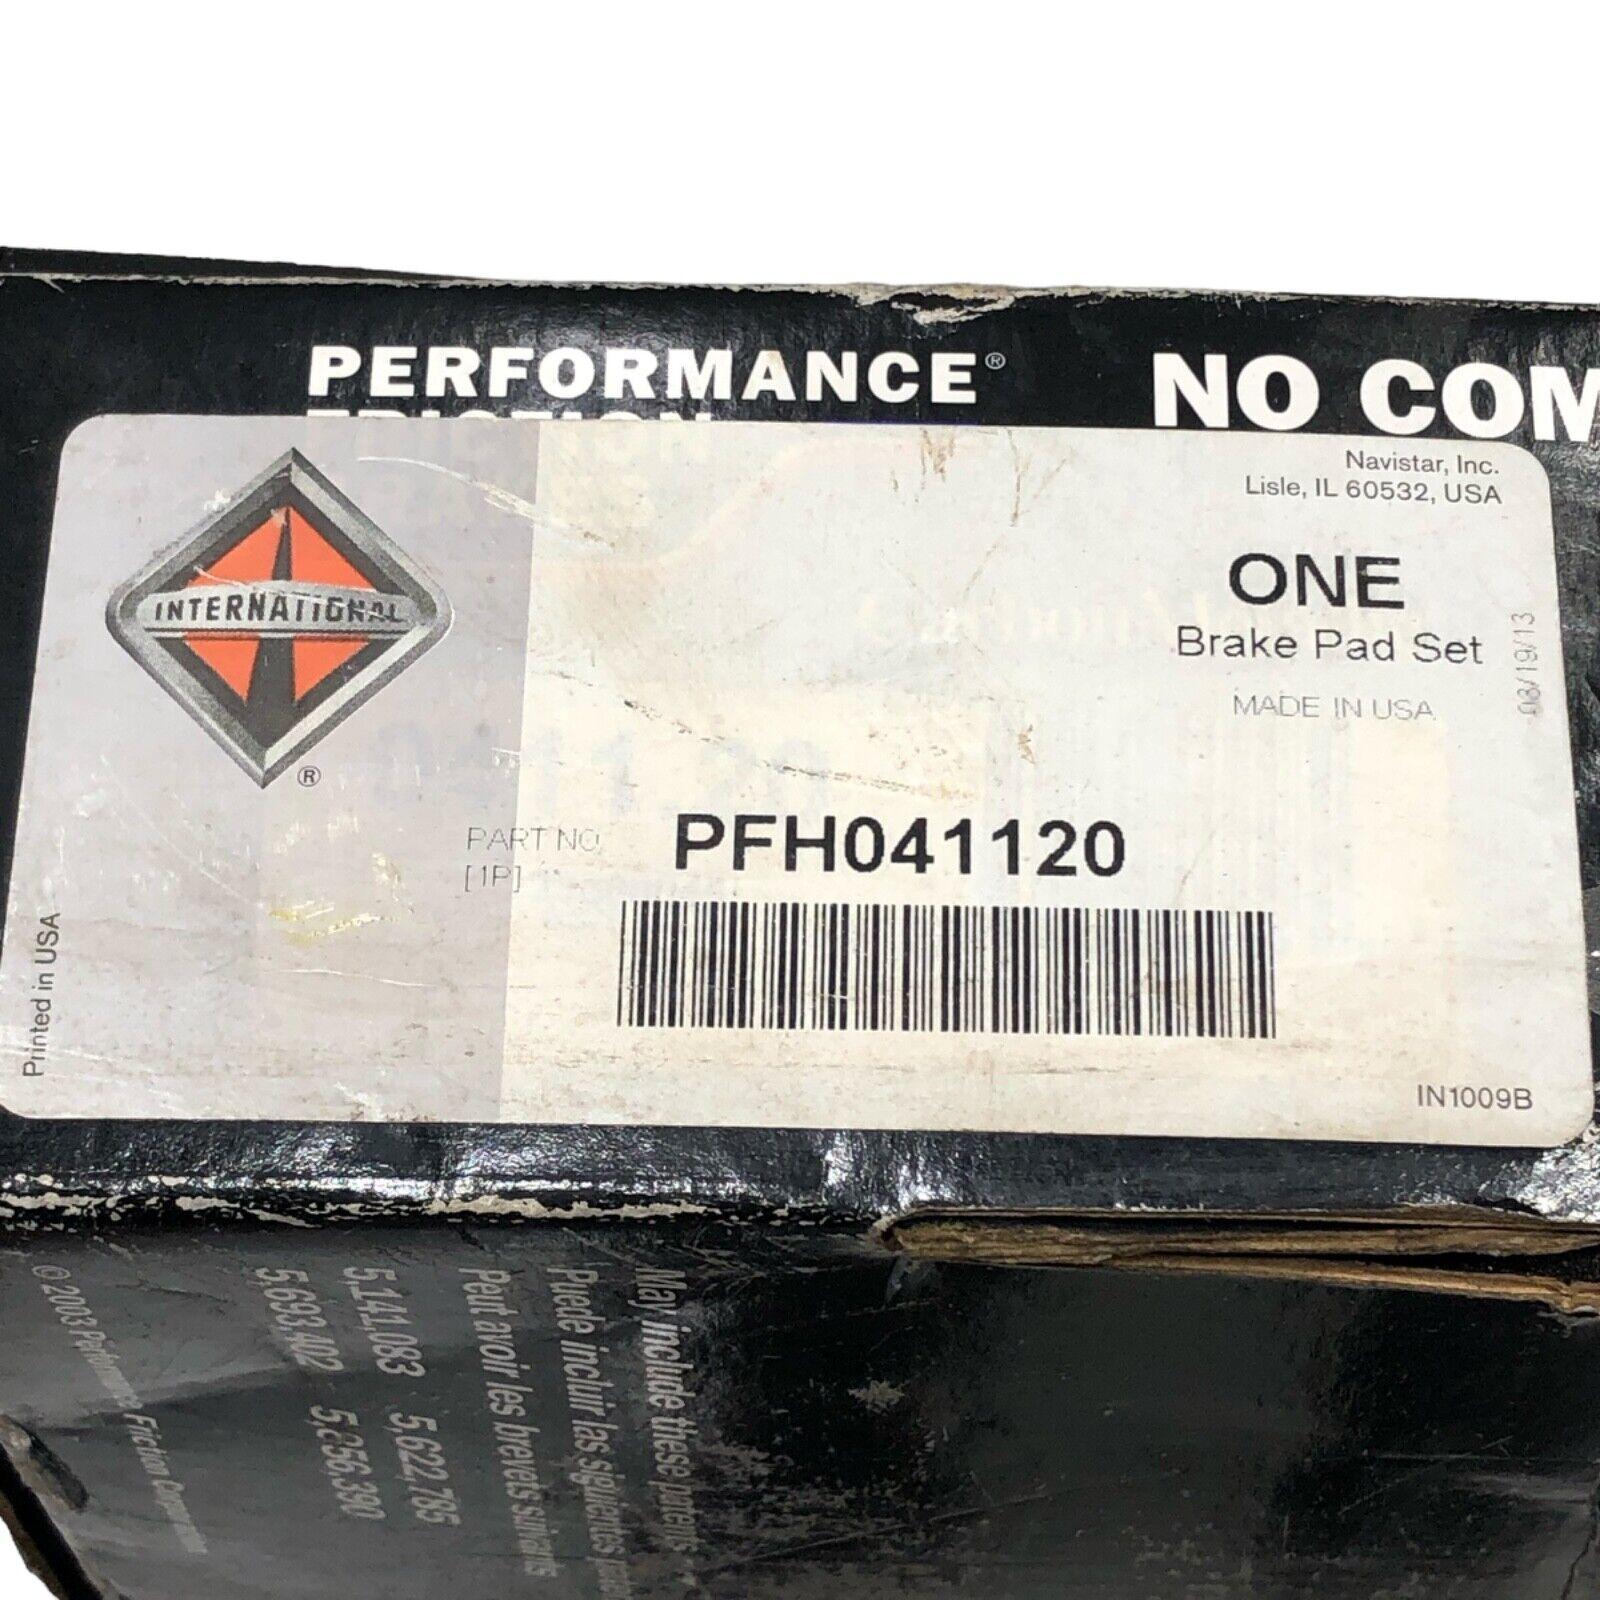 PERFORMANCE®
FRICTION
NO COM
Navistar, Inc.
Lisle, IL 60532, USA
INTERNATIONAL
®
ONE
Brake Pad Set
MADE IN USA
08/19/13
PART NO
[1P]
PFH041120
Printed in USA
IN1009B
May include these
Puede incluir las siguientes
Peut avoir les brevets suivants
5,141,083 5,622,785
5,693,402 5,856,390
© 2003 Performance Friction Corporation